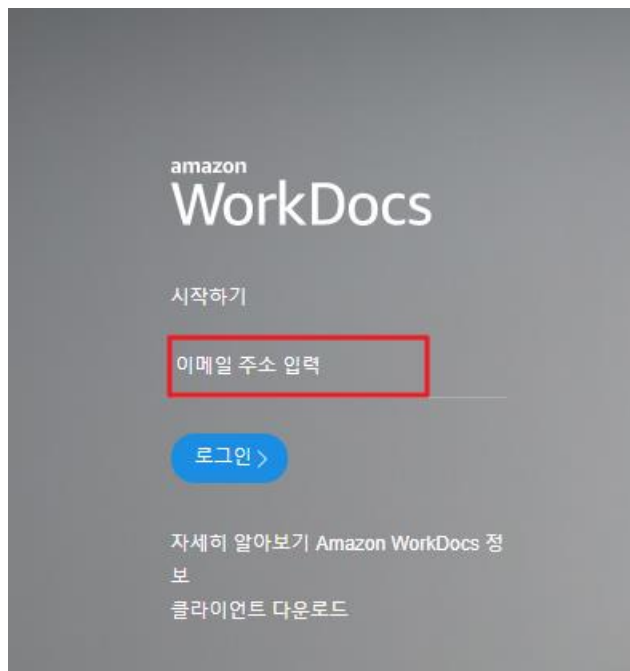 amazon
WorkDocs
시작하기
이메일 주소 입력
로그인 >
자세히 알아보기 Amazon WorkDocs 정
보
클라이언트 다운로드